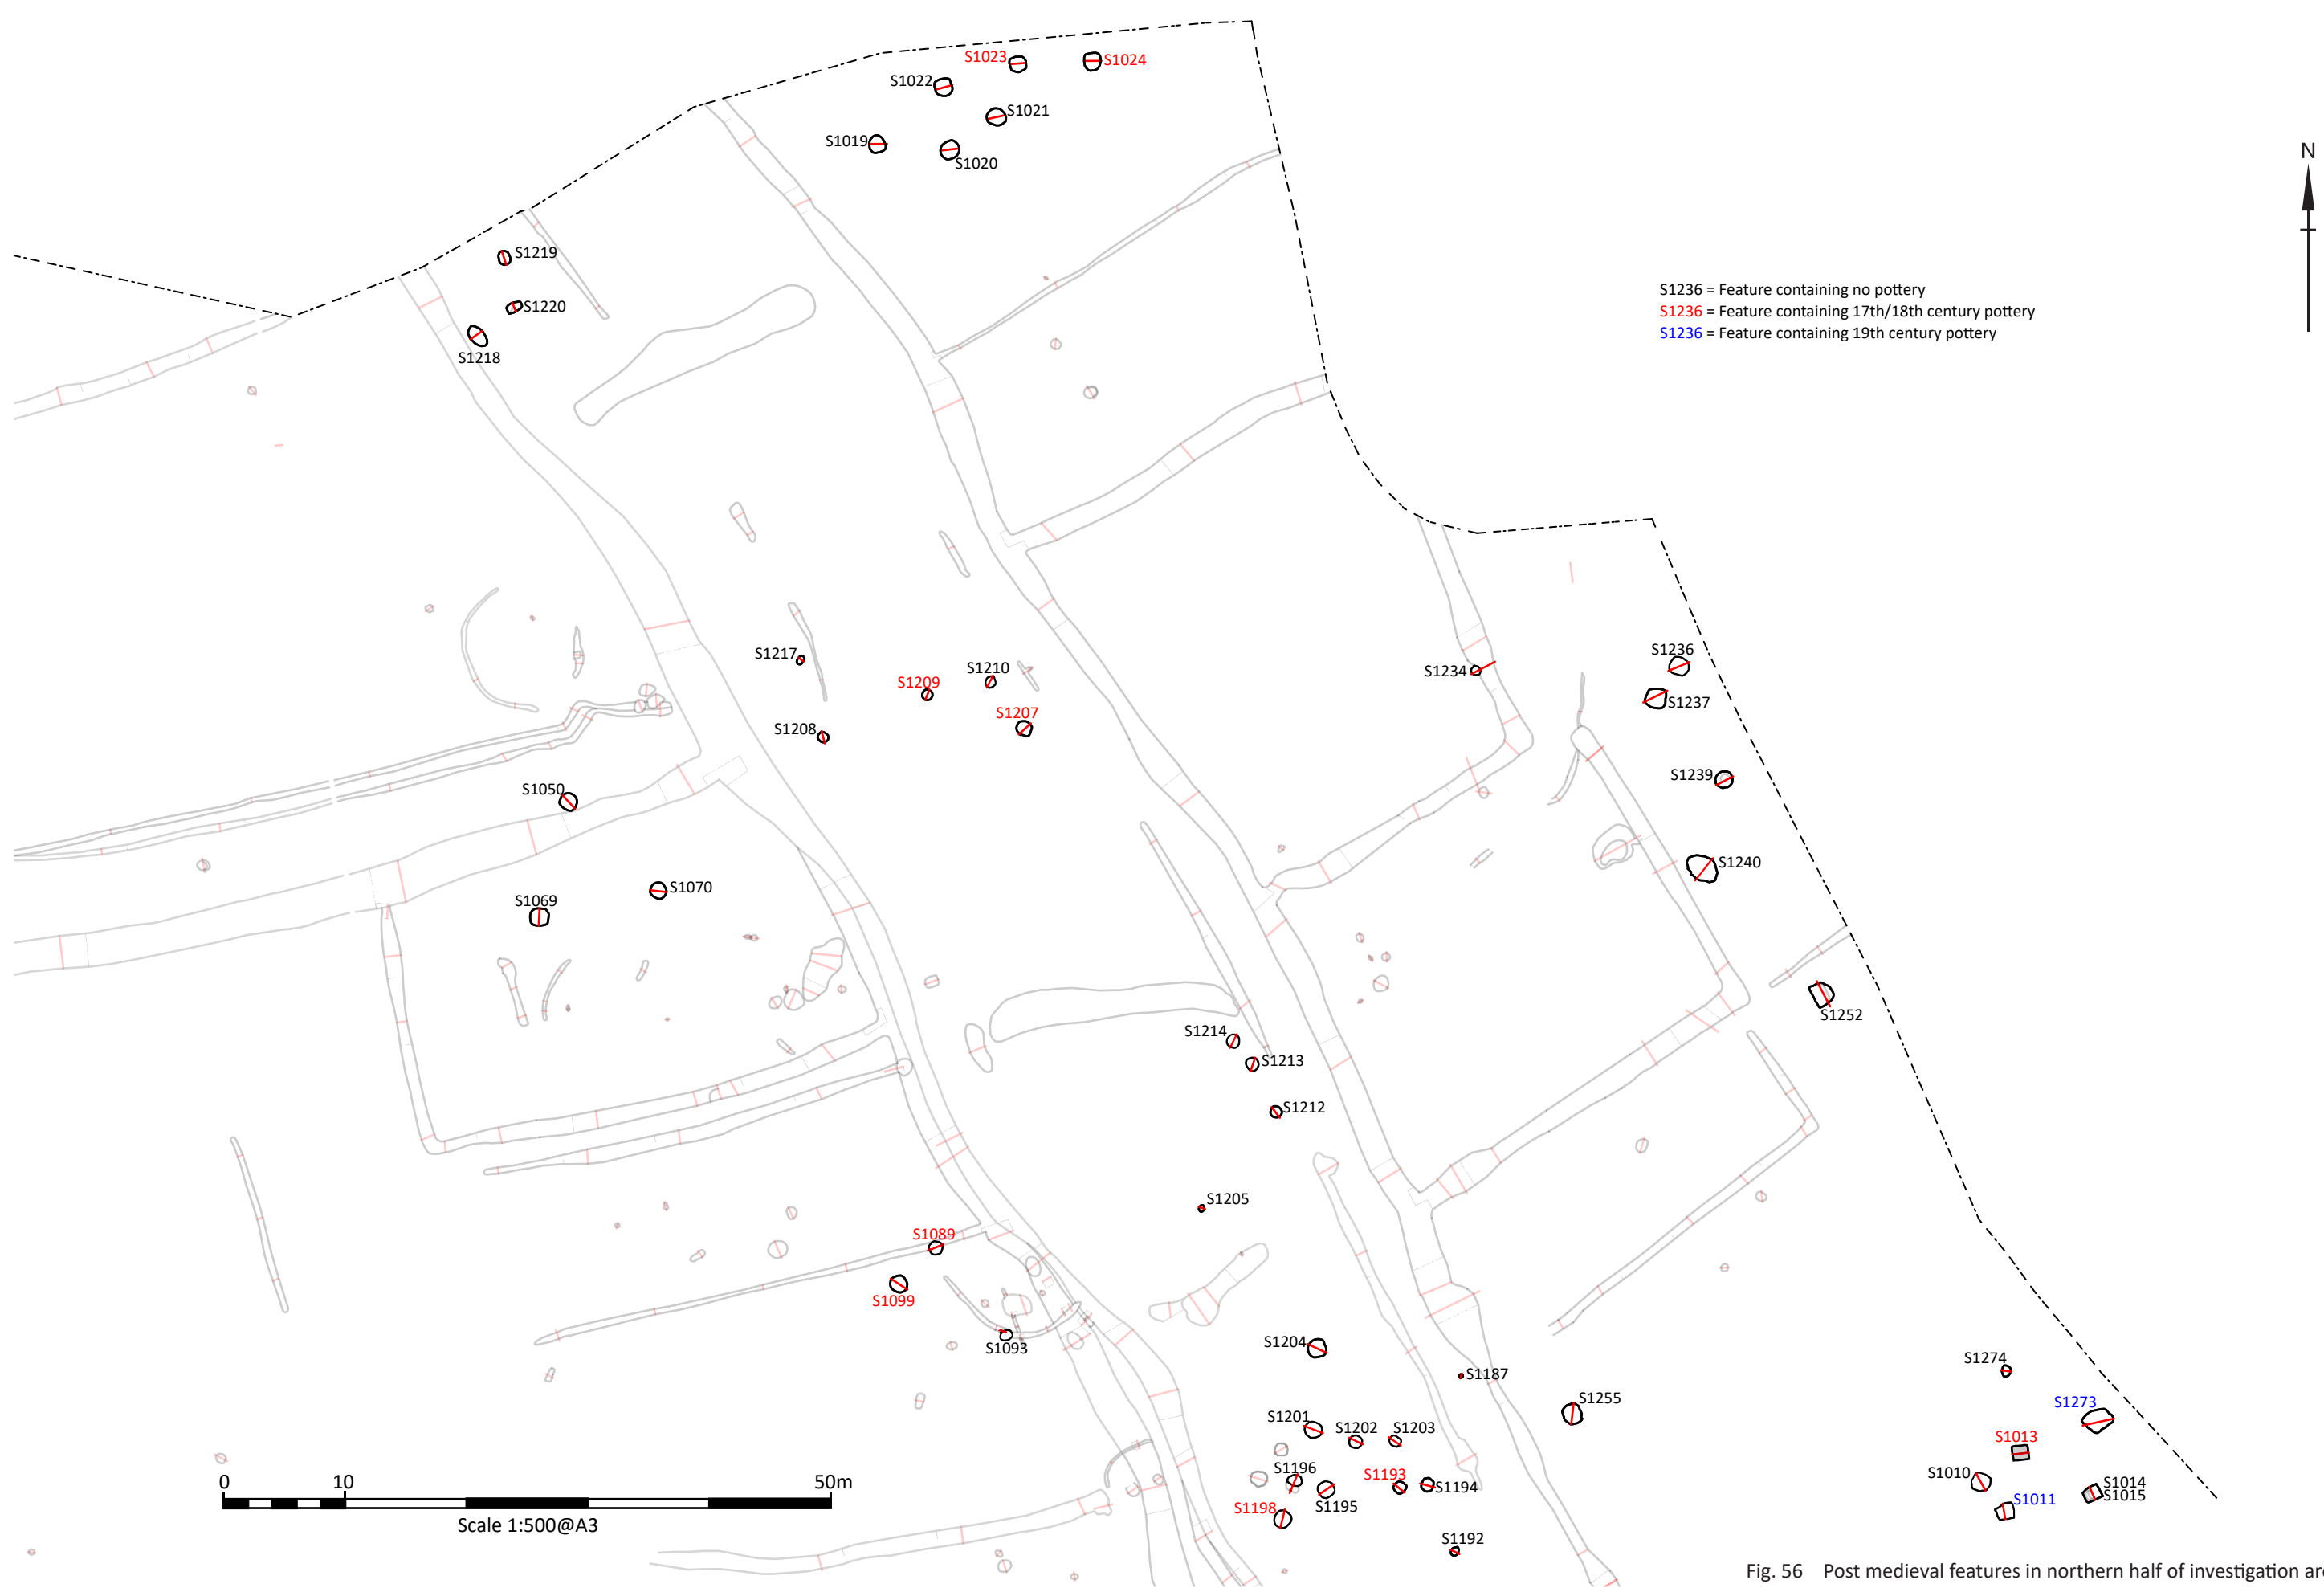 S1023
S1024
S1022
S1021
S1019
S1020
N
S1219
S1220
S1218
S1236 = Feature containing no pottery
S1236 = Feature containing 17th/18th century pottery
S1236 = Feature containing 19th century pottery
S1217
S1210
S1209
S1207
S1208
S1234
S1236
S1237
S1239
S1050
S1240
S1070
S1069
S1252
S1214
S1213
S1212
S1205
S1089
S1099
S1093
S1204
S1187
S1274
S1255
S1273
S1201
S1202
S1203
S1013
S1196
S1193
S1194
S1010
S1014
S1015
S1195
S1198
S1011
S1192
0 10 50m
Scale 1:500@A3
Fig. 56 Post medieval features in northern half of investigation